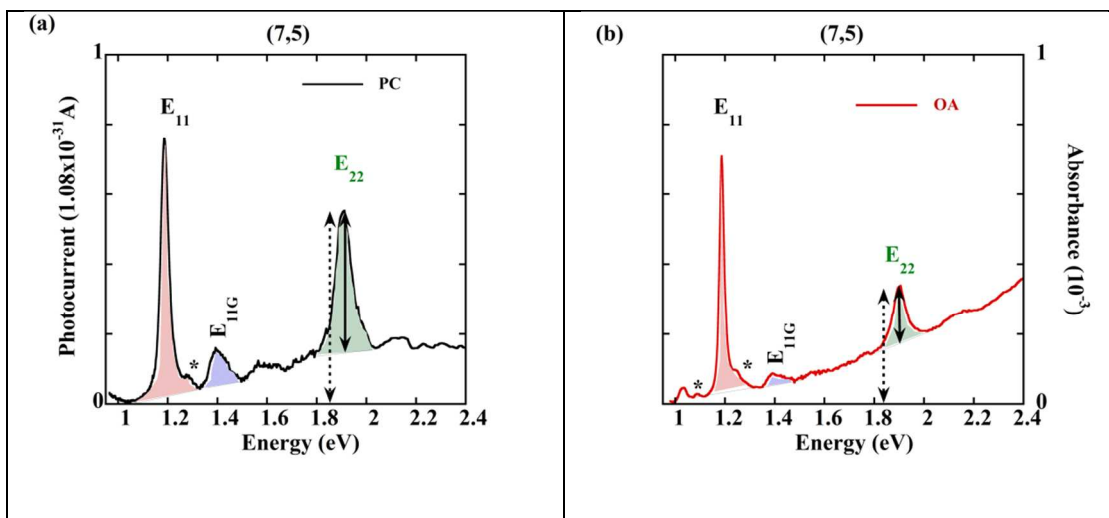 (a)
(7,5)
1
PC
E11
E22
E11G
*
Photocurrent (1.08x10-31A)
0
1 1.2 1.4 1.6 1.8 2 2.2 2.4
Energy (eV)
(b)
(7,5)
1
OA
E11
E22
E11G
*
*
Absorbance (10-3)
0
1 1.2 1.4 1.6 1.8 2 2.2 2.4
Energy (eV)